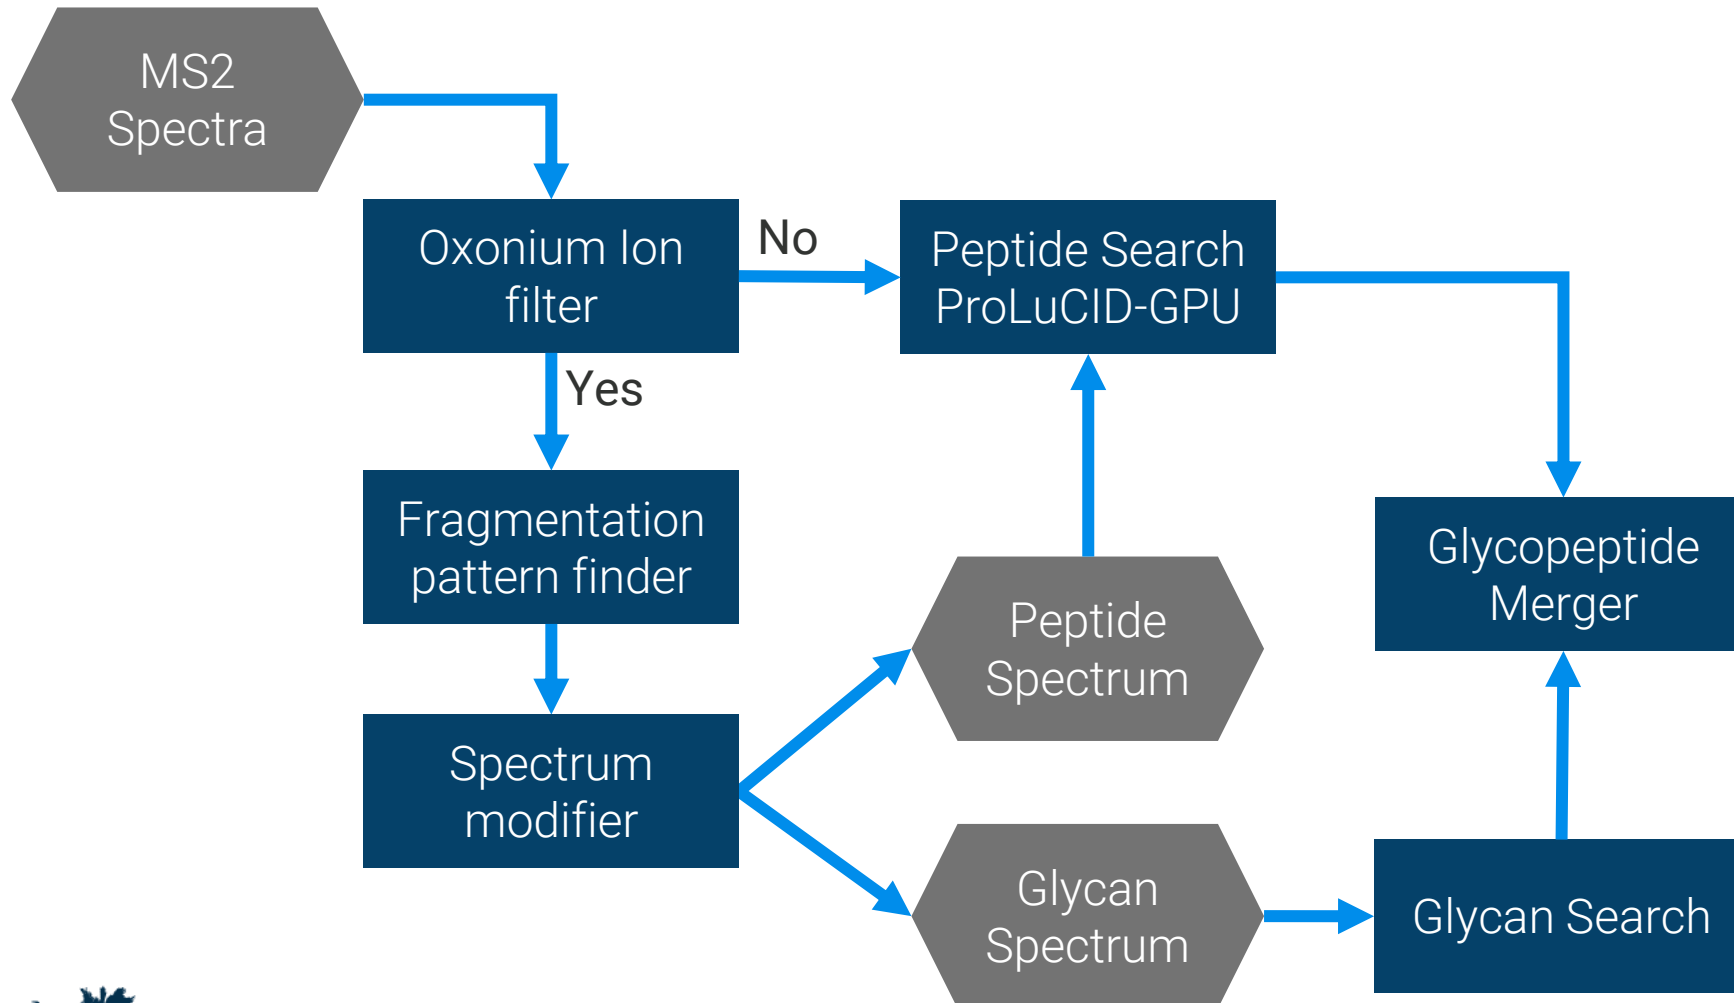 MS2
Spectra
Oxonium Ion
filter
No
Peptide Search
ProLuCID-GPU
Yes
Fragmentation
pattern finder
Glycopeptide
Merger
Peptide
Spectrum
Spectrum
modifier
Glycan
Spectrum
Glycan Search